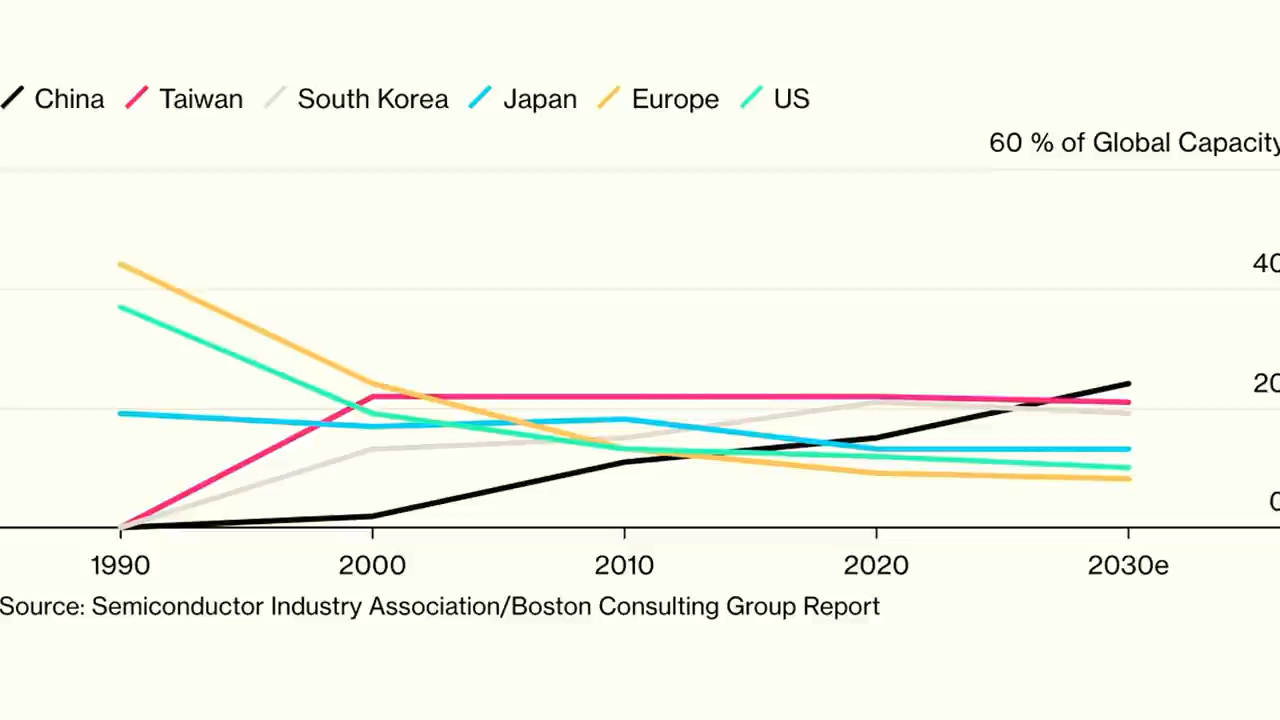 China Taiwan South Korea Japan Europe US
60 % of Global Capacity
40
20
0
1990 2000 2010 2020 2030e
Source: Semiconductor Industry Association/Boston Consulting Group Report